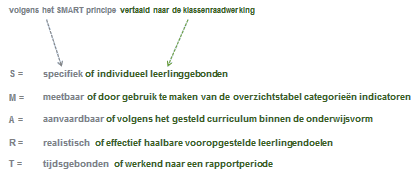 volgens het SMART principe vertaald naar de klassenraadwerking
S = specifiek of individueel leerlinggebonden
M = meetbaar of door gebruik te maken van de overzichtstabel categorieën indicatoren
A = aanvaardbaar of volgens het gesteld curriculum binnen de onderwijsvorm
R = realistisch of effectief haalbare vooropgestelde leerlingendoelen
T = tijdsgebonden of werkend naar een rapportperiode